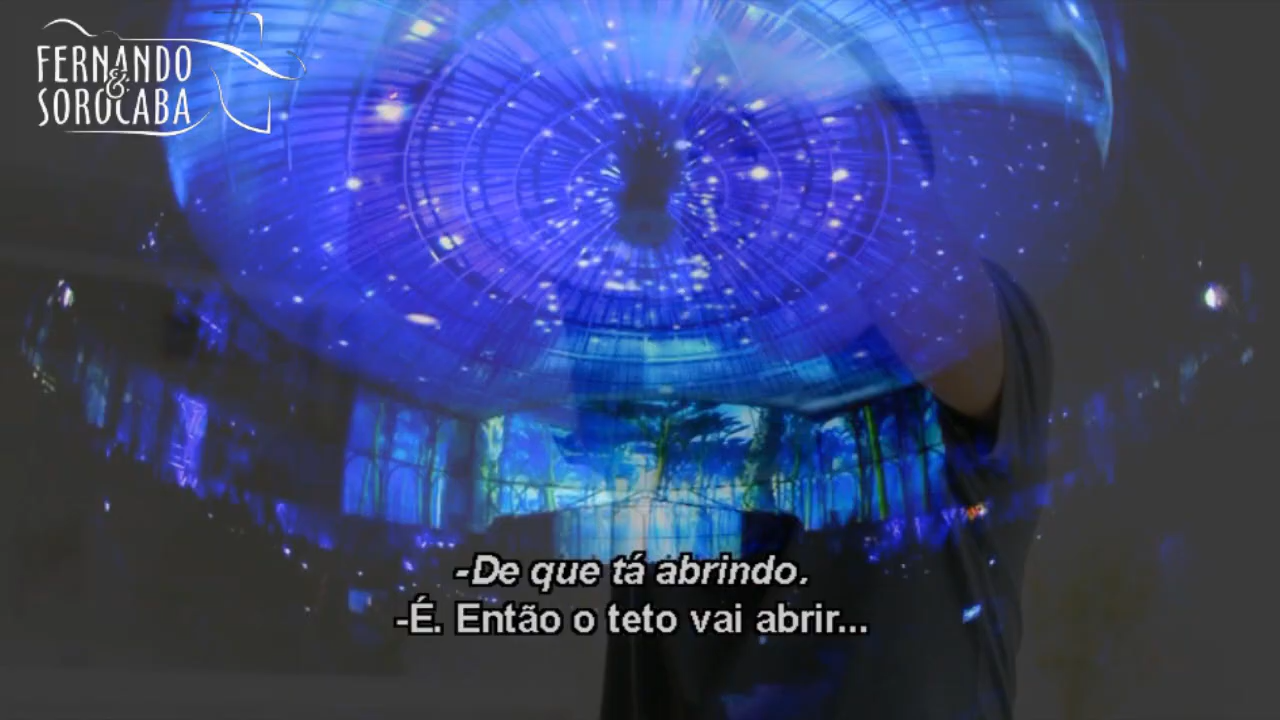 FERNANDO
&
SOROCABA
-De que tá abrindo.
-É. Então o teto vai abrir...